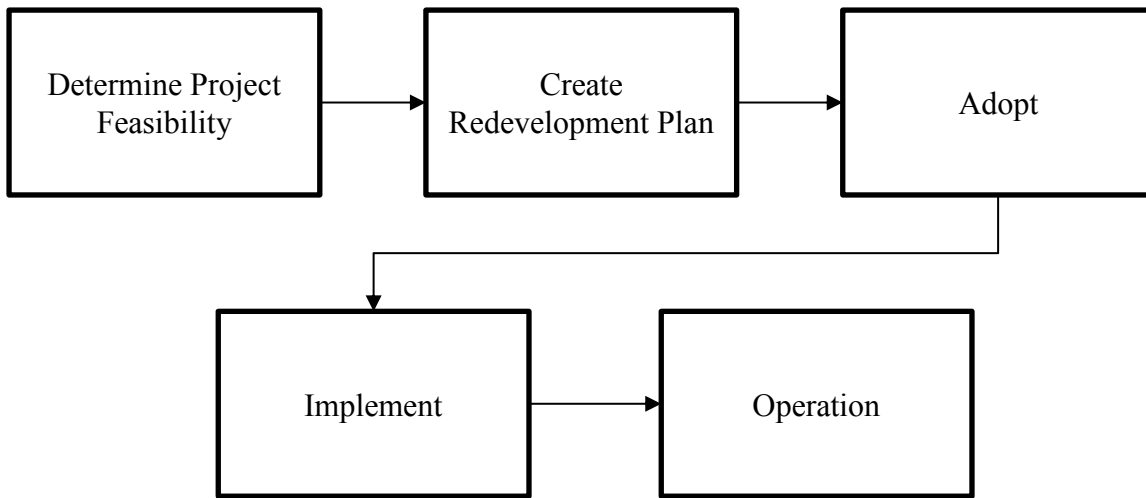 Determine Project
Feasibility
Create
Redevelopment Plan
Adopt
Implement
Operation